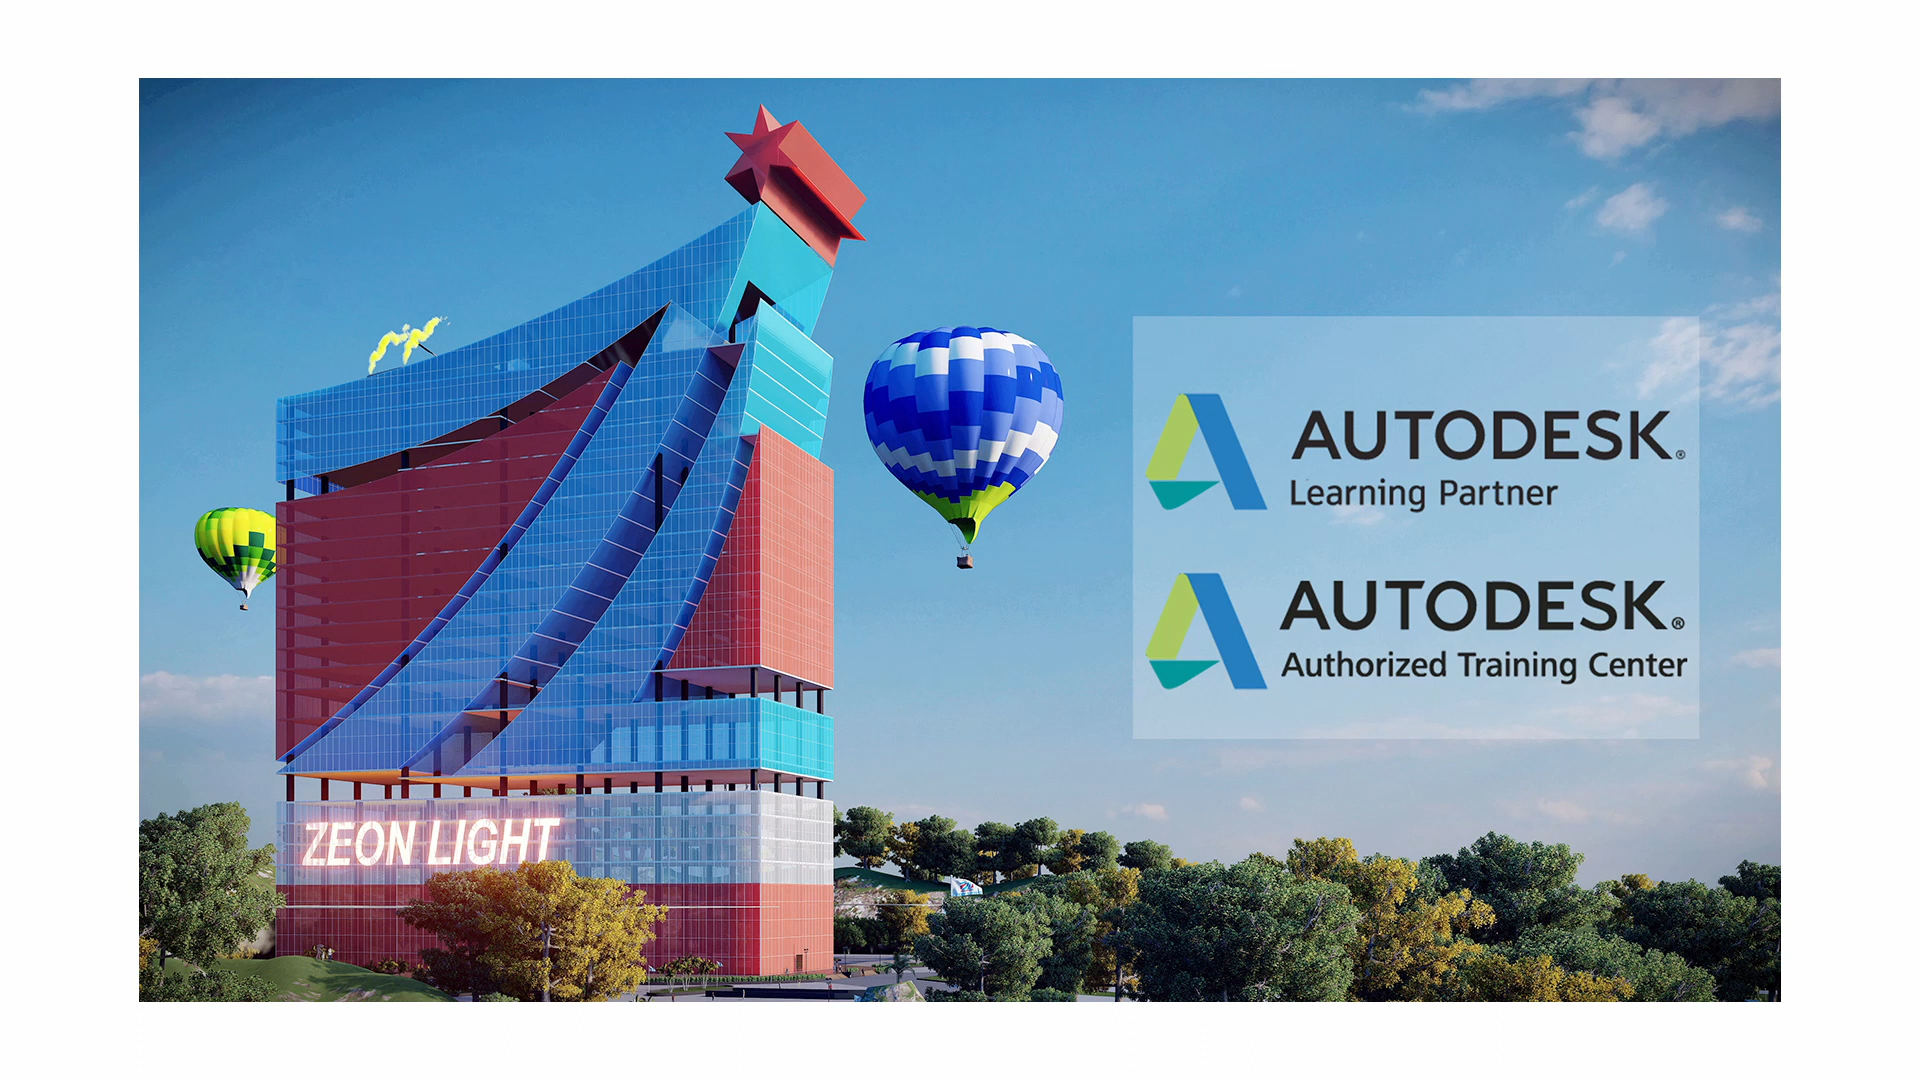 ZEON LIGHT
AUTODESK®
Learning Partner
AUTODESK®
Authorized Training Center